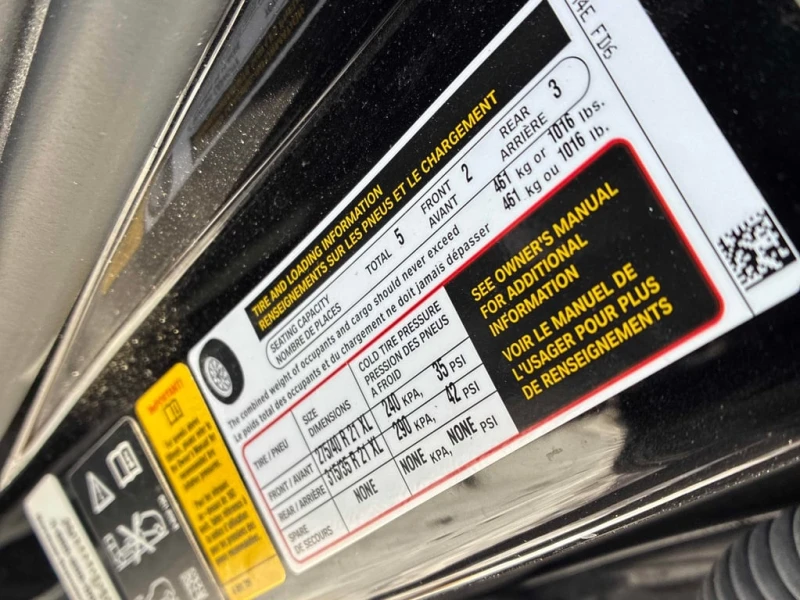 4E FD6
TIRE AND LOADING INFORMATION
RENSEIGNEMENTS SUR LES PNEUS ET LE CHARGEMENT
SEATING CAPACITY
NOMBRE DE PLACES
TOTAL 5
FRONT
AVANT 2
REAR
ARRIÈRE 3
The combined weight of occupants and cargo should never exceed 461 kg or 1016 lbs.
Le poids total des occupants et du chargement ne doit jamais dépasser 461 kg ou 1016 lb.
TIRE / PNEU
SIZE
DIMENSIONS
COLD TIRE PRESSURE
PRESSION DES PNEUS
A FROID
FRONT / AVANT 275/40 R 21 XL 240 KPA, 35 PSI
REAR / ARRIÈRE 315/35 R 21 XL 290 KPA, 42 PSI
SPARE
DE SECOURS NONE NONE KPA, NONE PSI
SEE OWNER'S MANUAL
FOR ADDITIONAL
INFORMATION
VOIR LE MANUEL DE
L'USAGER POUR PLUS
DE RENSEIGNEMENTS